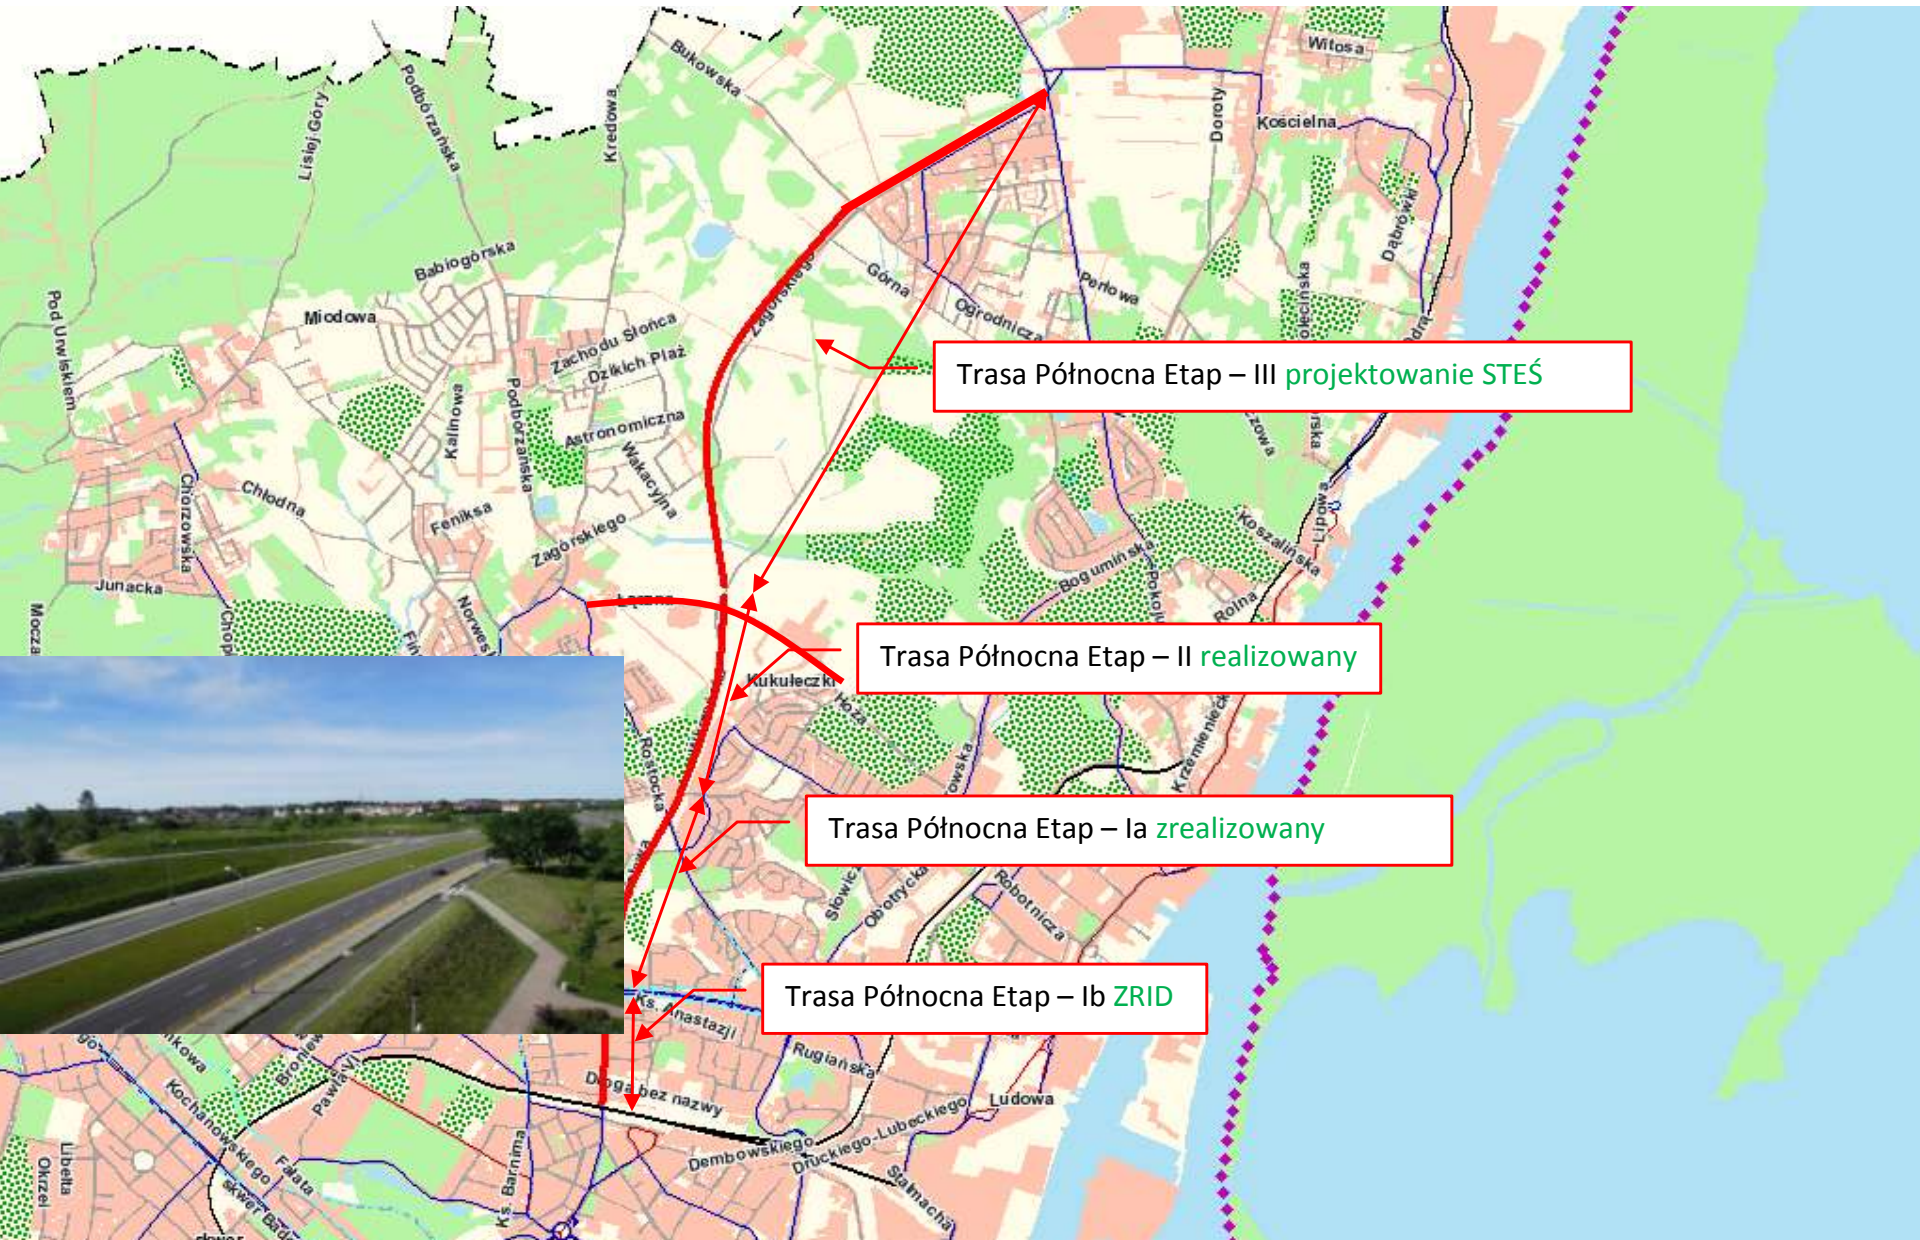 Witosa
Bukowska
Podbórzańska
Lisiej Góry
Kredowa
Doroty
Kościelna
Dąbrówki
Babiogórska
Miodowa
Pod Urwiskiem
Zachodu Słońca
Dzikich Plaż
Zagórskiego
Górna
Ogrodnicza
Perłowa
Trasa Północna Etap – III projektowanie STEŚ
Kalinowa
Podbórzańska
Astronomiczna
Wakacyjna
Chorzowska
Chłodna
Feniksa
Zagórskiego
Lipowa
Koszalińska
Bogumińska
Rolna
Junacka
Łączna
Trasa Północna Etap – II realizowany
Kukułeczki
Hoża
Rostocka
Trasa Północna Etap – Ia zrealizowany
Obotrycka
Robotnicza
Trasa Północna Etap – Ib ZRID
Ks. Anastazji
Rugiańska
Droga bez nazwy
Ludowa
Dembowskiego
Druckiego-Lubeckiego
Stalmacha
Kochanowskiego
Fałata
Ks. Barnima
Libelta
Okrzei